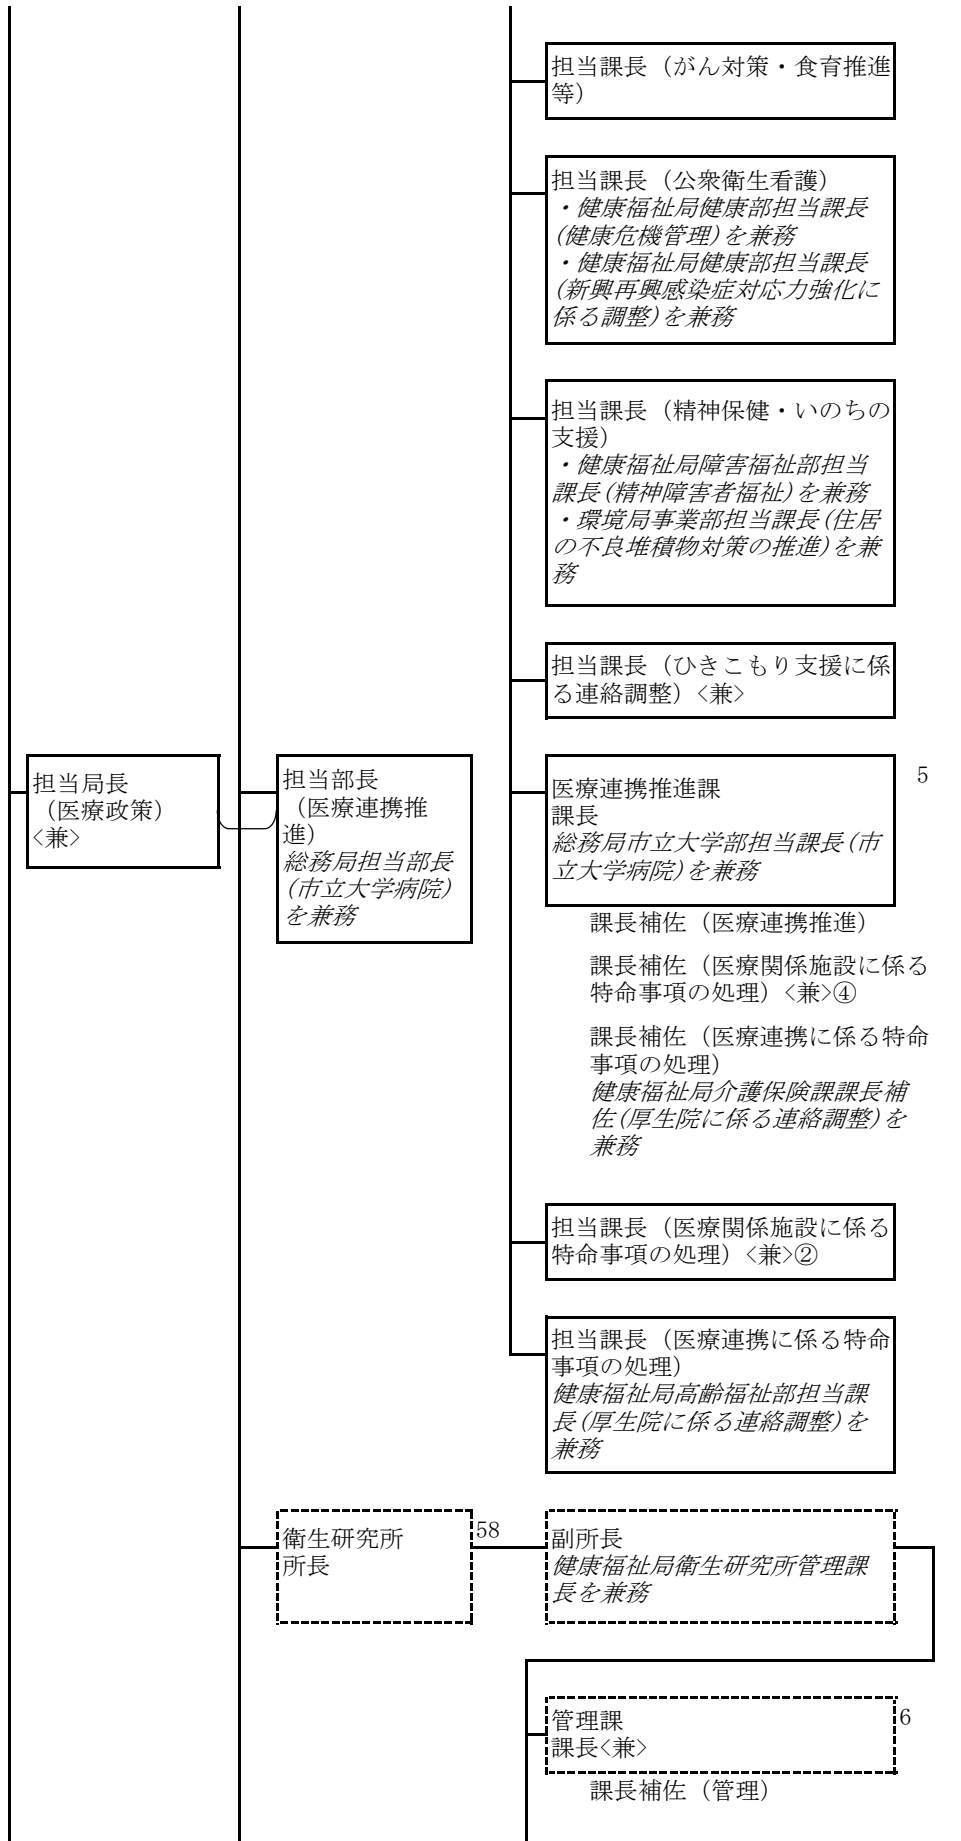 担当課長（がん対策・食育推進
等）
担当課長（公衆衛生看護）
・健康福祉局健康部担当課長
(健康危機管理)を兼務
・健康福祉局健康部担当課長
(新興再興感染症対応力強化に
係る調整)を兼務
担当課長（精神保健・いのちの
支援）
・健康福祉局障害福祉部担当
課長(精神障害者福祉)を兼務
・環境局事業部担当課長(住居
の不良堆積物対策の推進)を兼
務
担当課長（ひきこもり支援に係
る連絡調整）<兼>
担当局長
（医療政策）
<兼>
担当部長
（医療連携推
進）
総務局担当部長
(市立大学病院)
を兼務
医療連携推進課
課長
総務局市立大学部担当課長(市
立大学病院)を兼務
5
課長補佐（医療連携推進）
課長補佐（医療関係施設に係る
特命事項の処理）<兼>④
課長補佐（医療連携に係る特命
事項の処理）
健康福祉局介護保険課課長補
佐(厚生院に係る連絡調整)を
兼務
担当課長（医療関係施設に係る
特命事項の処理）<兼>②
担当課長（医療連携に係る特命
事項の処理）
健康福祉局高齢福祉部担当課
長(厚生院に係る連絡調整)を
兼務
衛生研究所
所長
58
副所長
健康福祉局衛生研究所管理課
長を兼務
管理課
課長<兼>
6
課長補佐（管理）